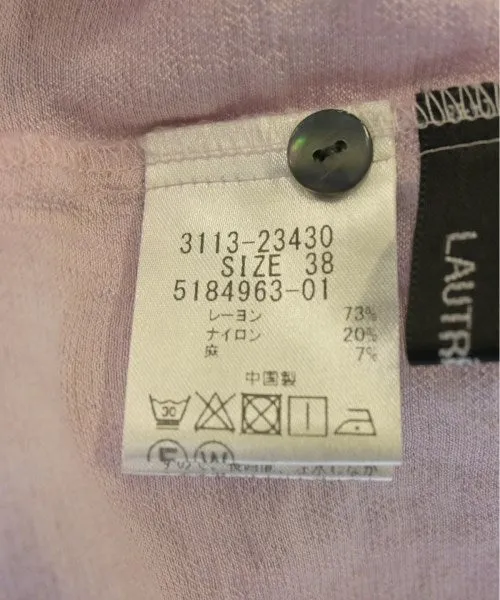 3113-23430
SIZE 38
5184963-01
レーヨン 73%
ナイロン 20%
麻 7%
中国製
30
F W
LAUTR